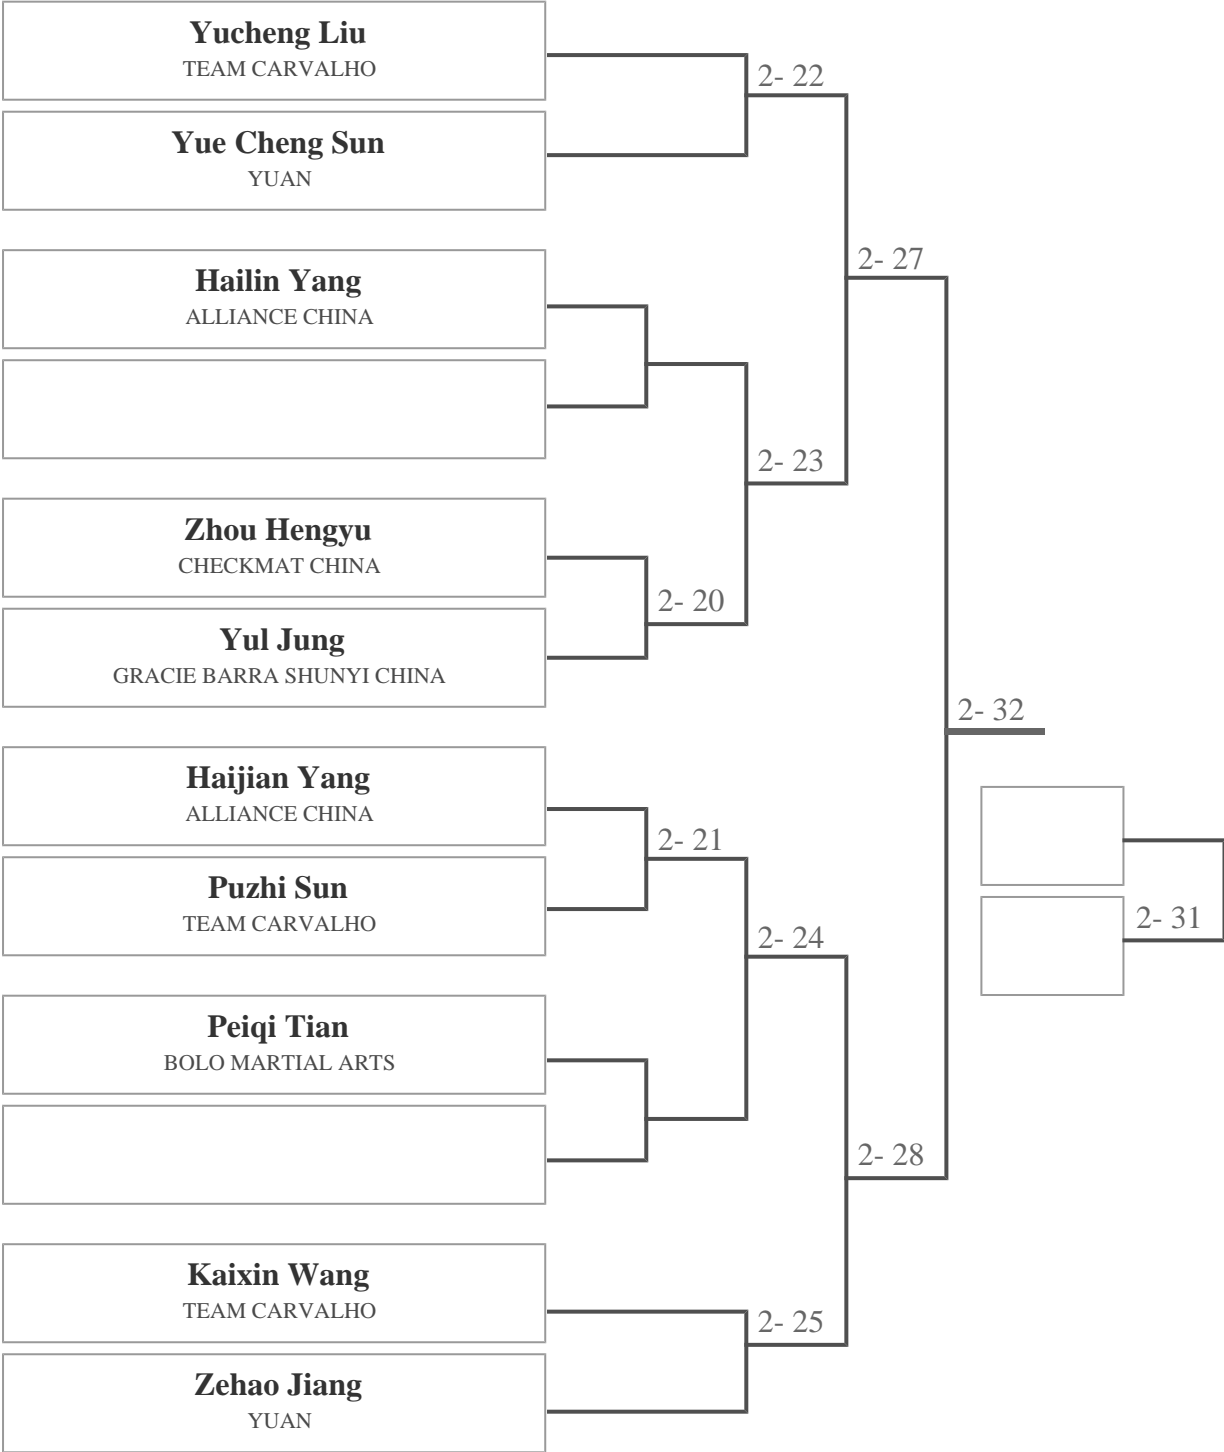 Yucheng Liu
TEAM CARVALHO
2- 22
Yue Cheng Sun
YUAN
2- 27
Hailin Yang
ALLIANCE CHINA
2- 23
Zhou Hengyu
CHECKMAT CHINA
2- 20
Yul Jung
GRACIE BARRA SHUNYI CHINA
2- 32
Haijian Yang
ALLIANCE CHINA
2- 21
Puzhi Sun
TEAM CARVALHO
2- 31
2- 24
Peiqi Tian
BOLO MARTIAL ARTS
2- 28
Kaixin Wang
TEAM CARVALHO
2- 25
Zehao Jiang
YUAN